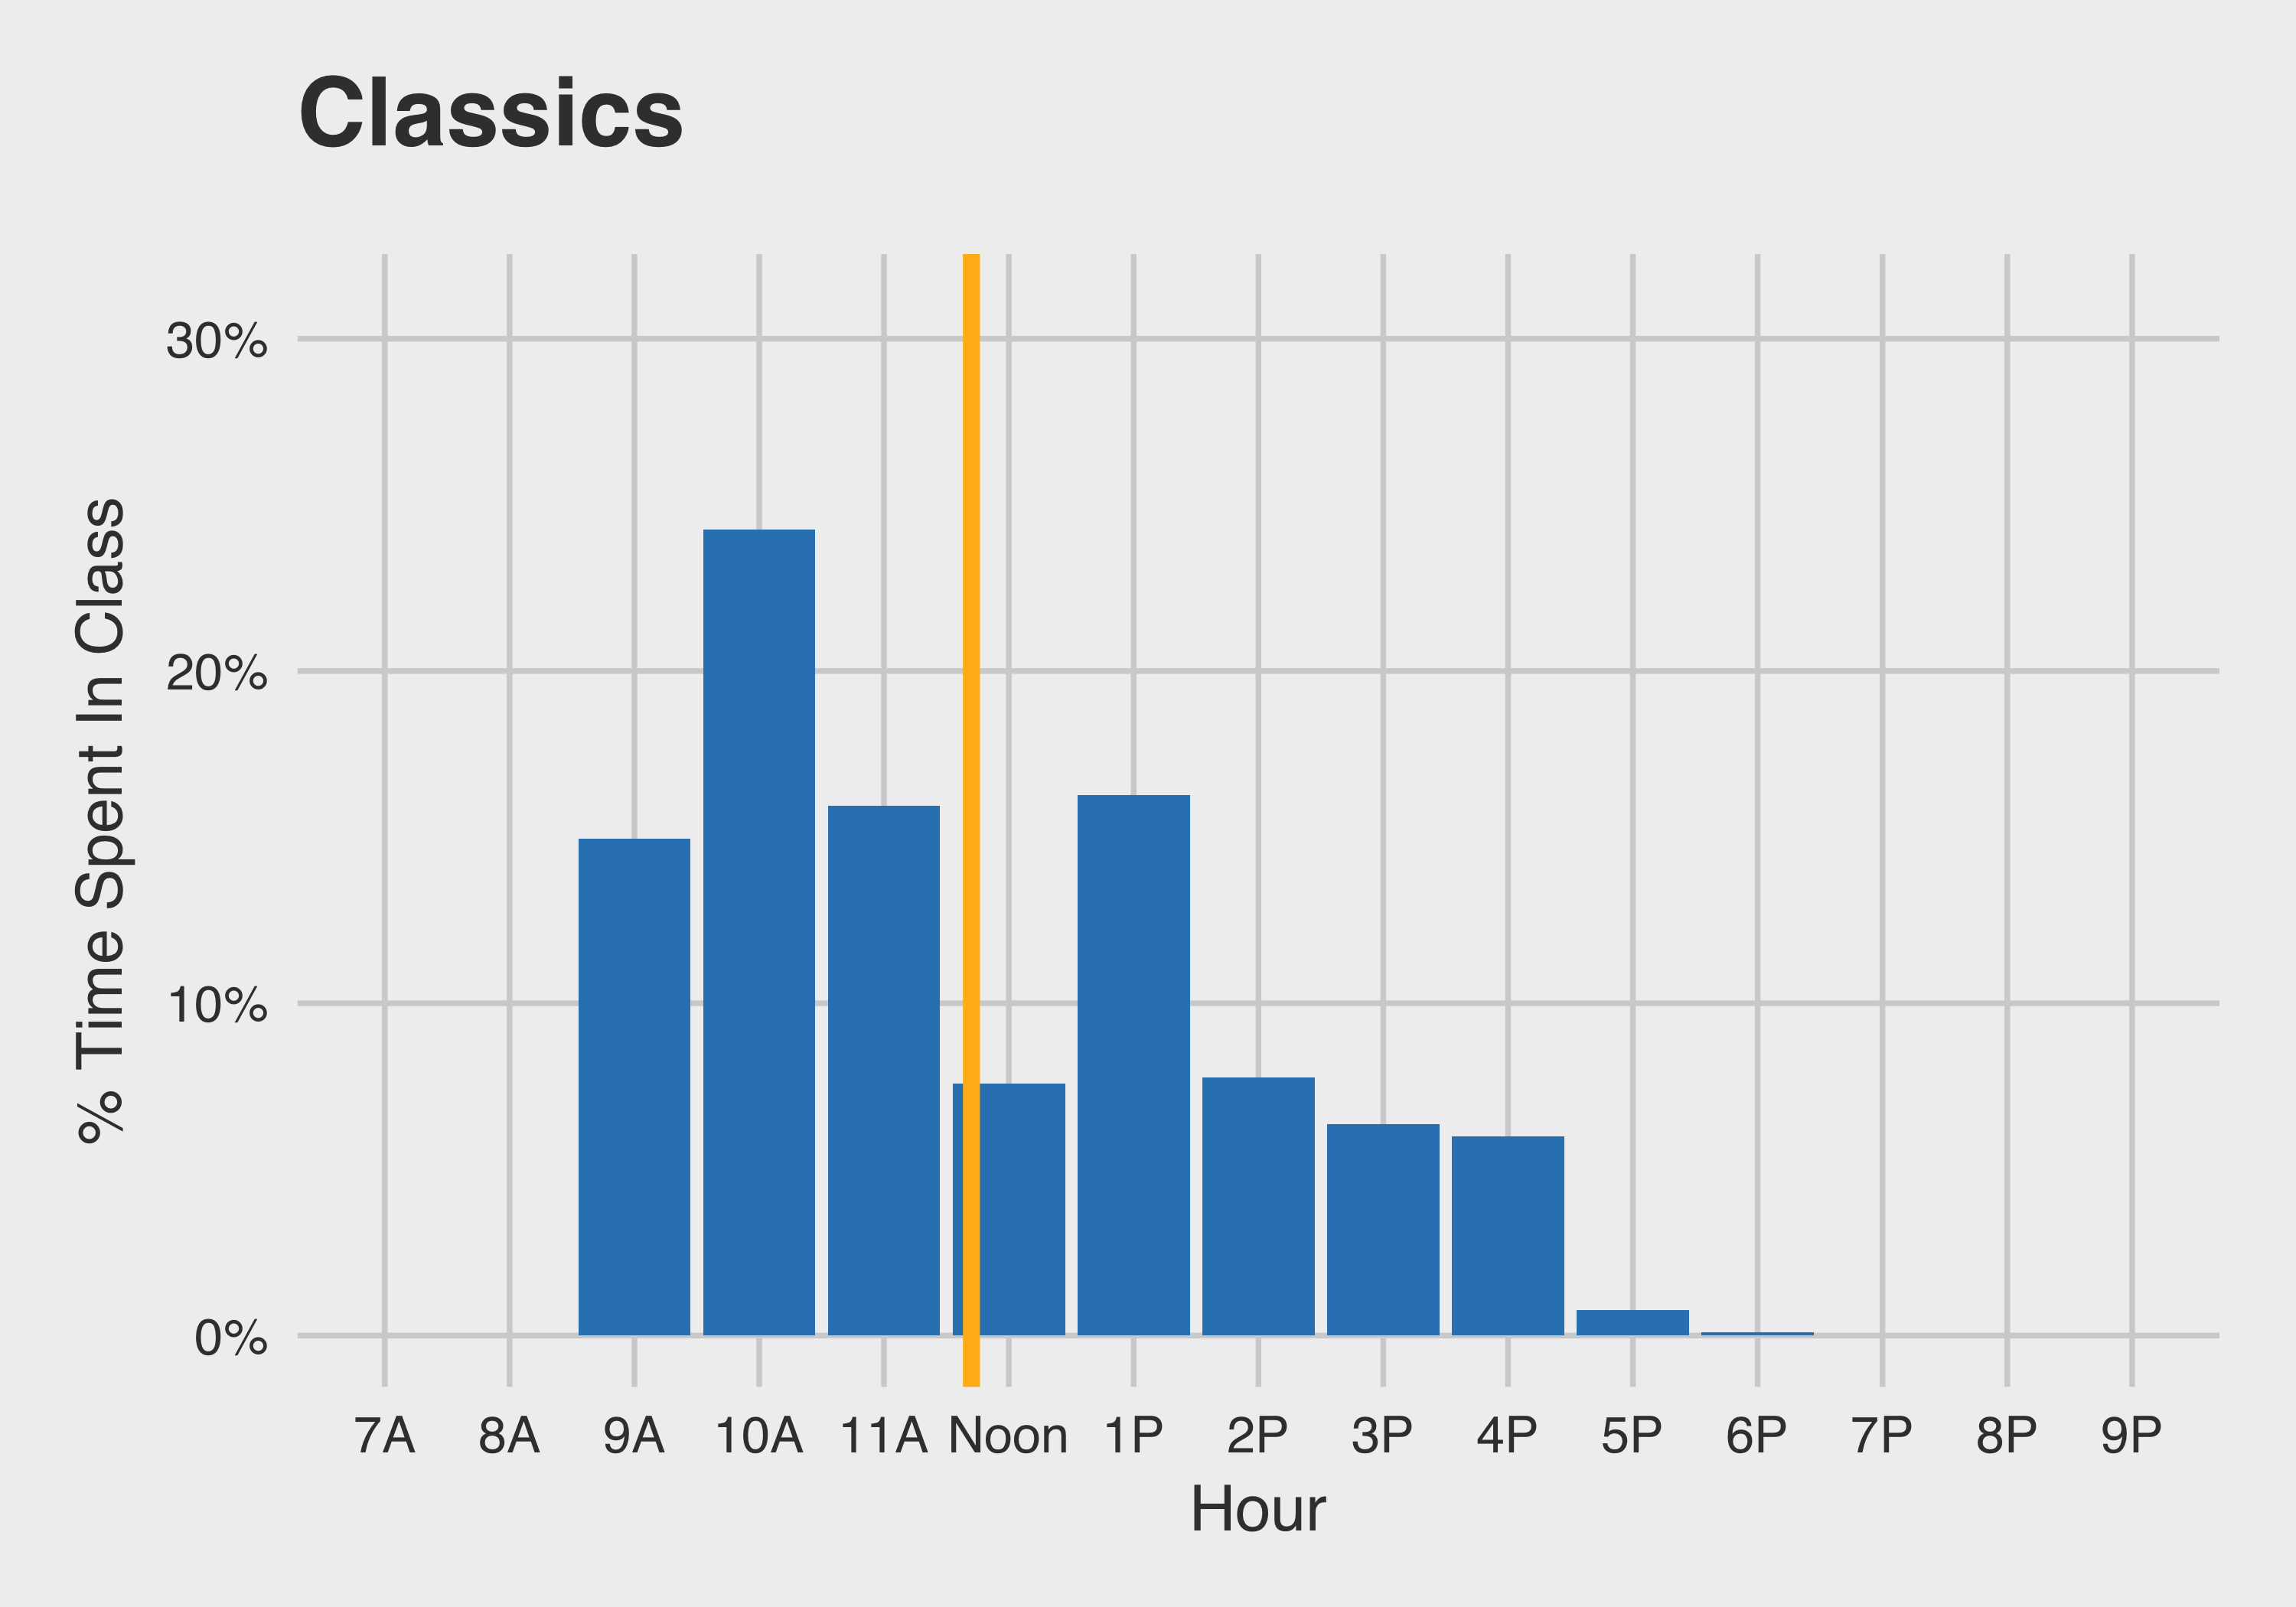 Classics
% Time Spent In Class
30%
20%
10%
0%
7A 8A 9A 10A 11A Noon 1P 2P 3P 4P 5P 6P 7P 8P 9P
Hour